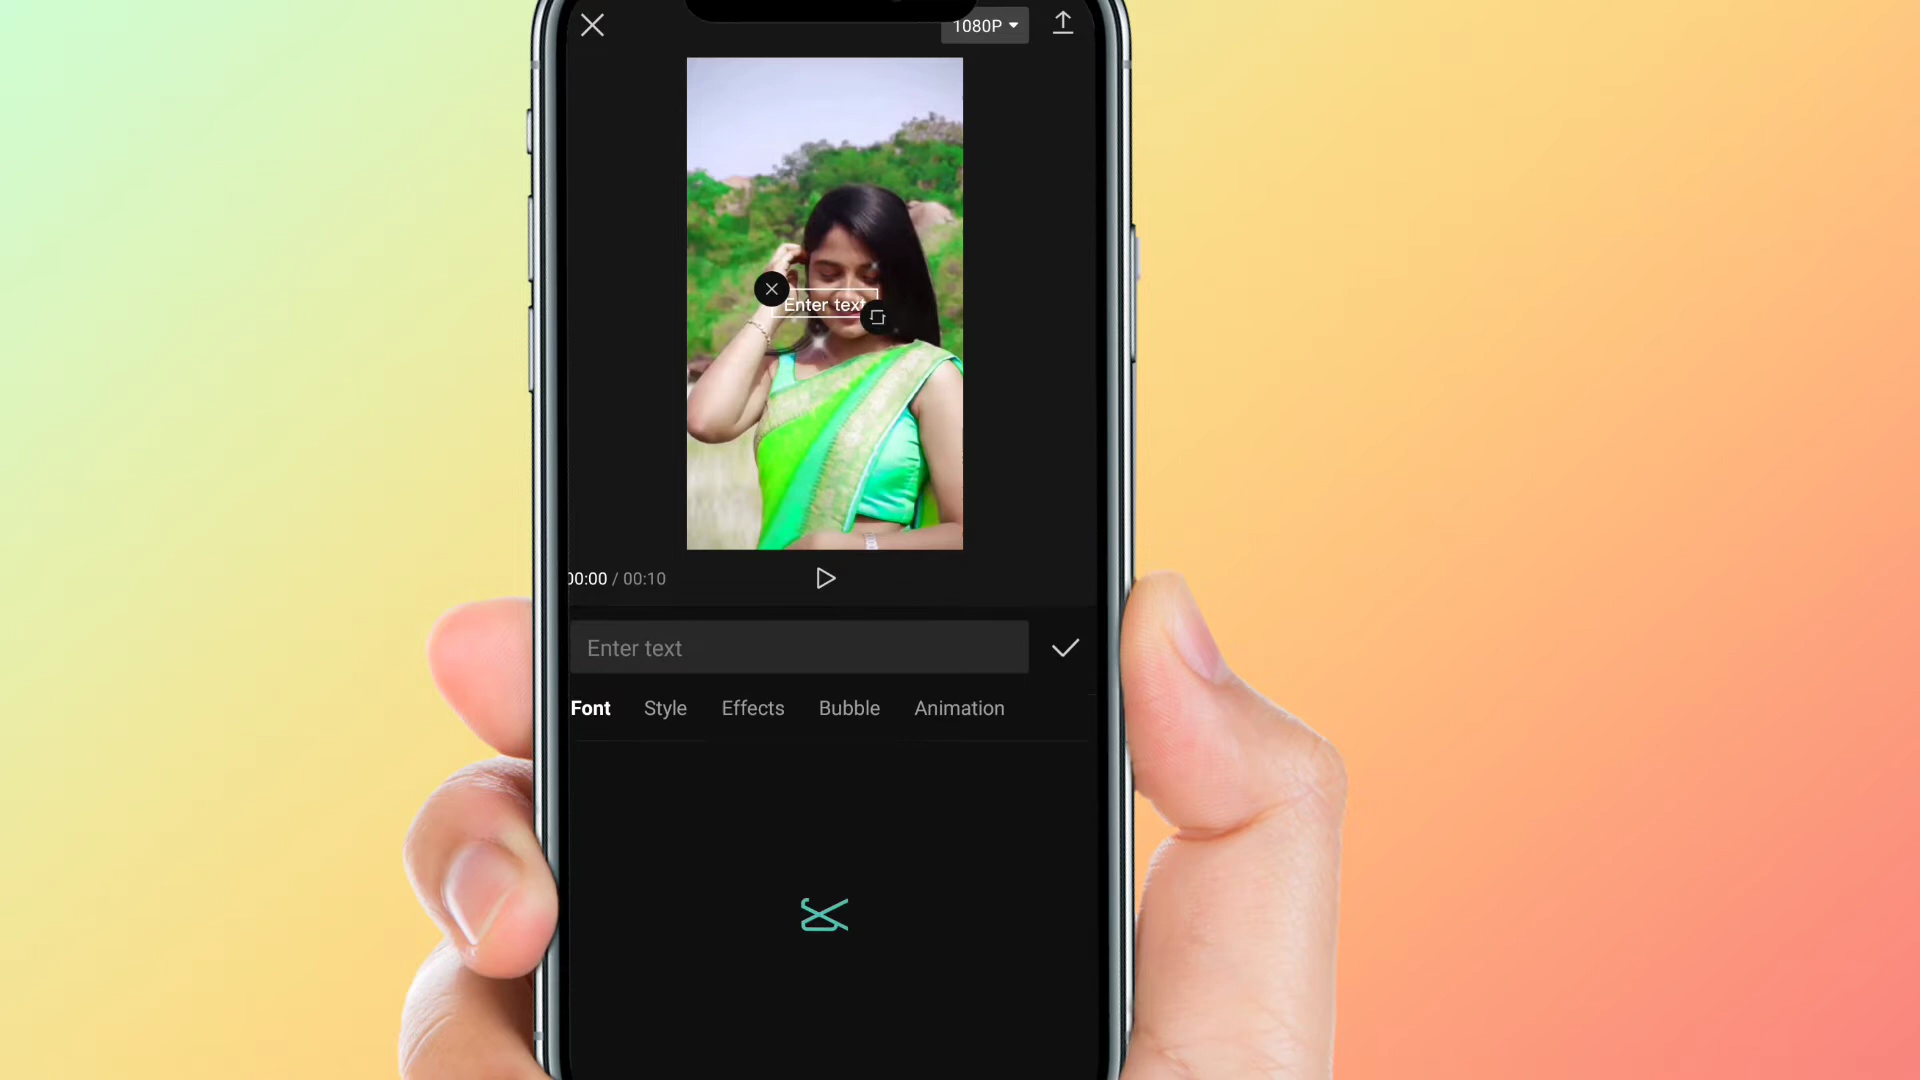 1080P
Enter text
00:00 / 00:10
Enter text
Font Style Effects Bubble Animation